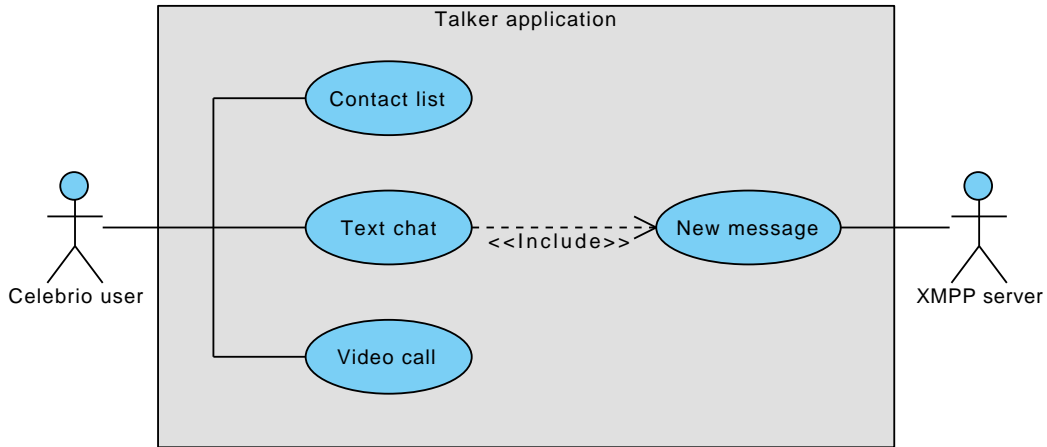 Talker application
Contact list
Text chat
<<Include>>
New message
Celebrio user
XMPP server
Video call